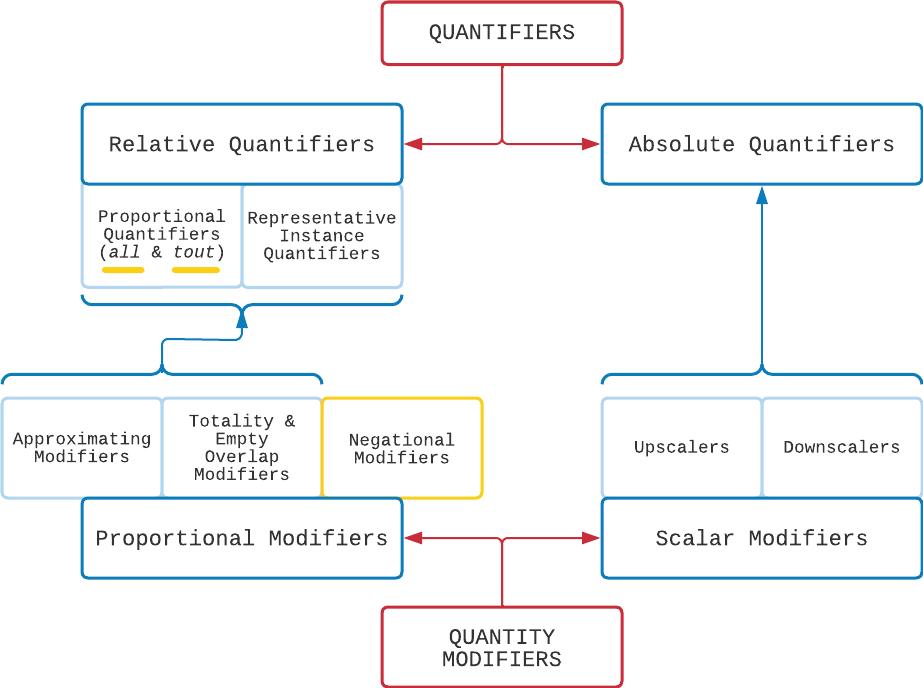 QUANTIFIERS
Relative Quantifiers
Absolute Quantifiers
Proportional
Quantifiers
(all & tout)
Representative
Instance
Quantifiers
Approximating
Modifiers
Totality &
Empty
Overlap
Modifiers
Negational
Modifiers
Upscalers
Downscalers
Proportional Modifiers
Scalar Modifiers
QUANTITY
MODIFIERS